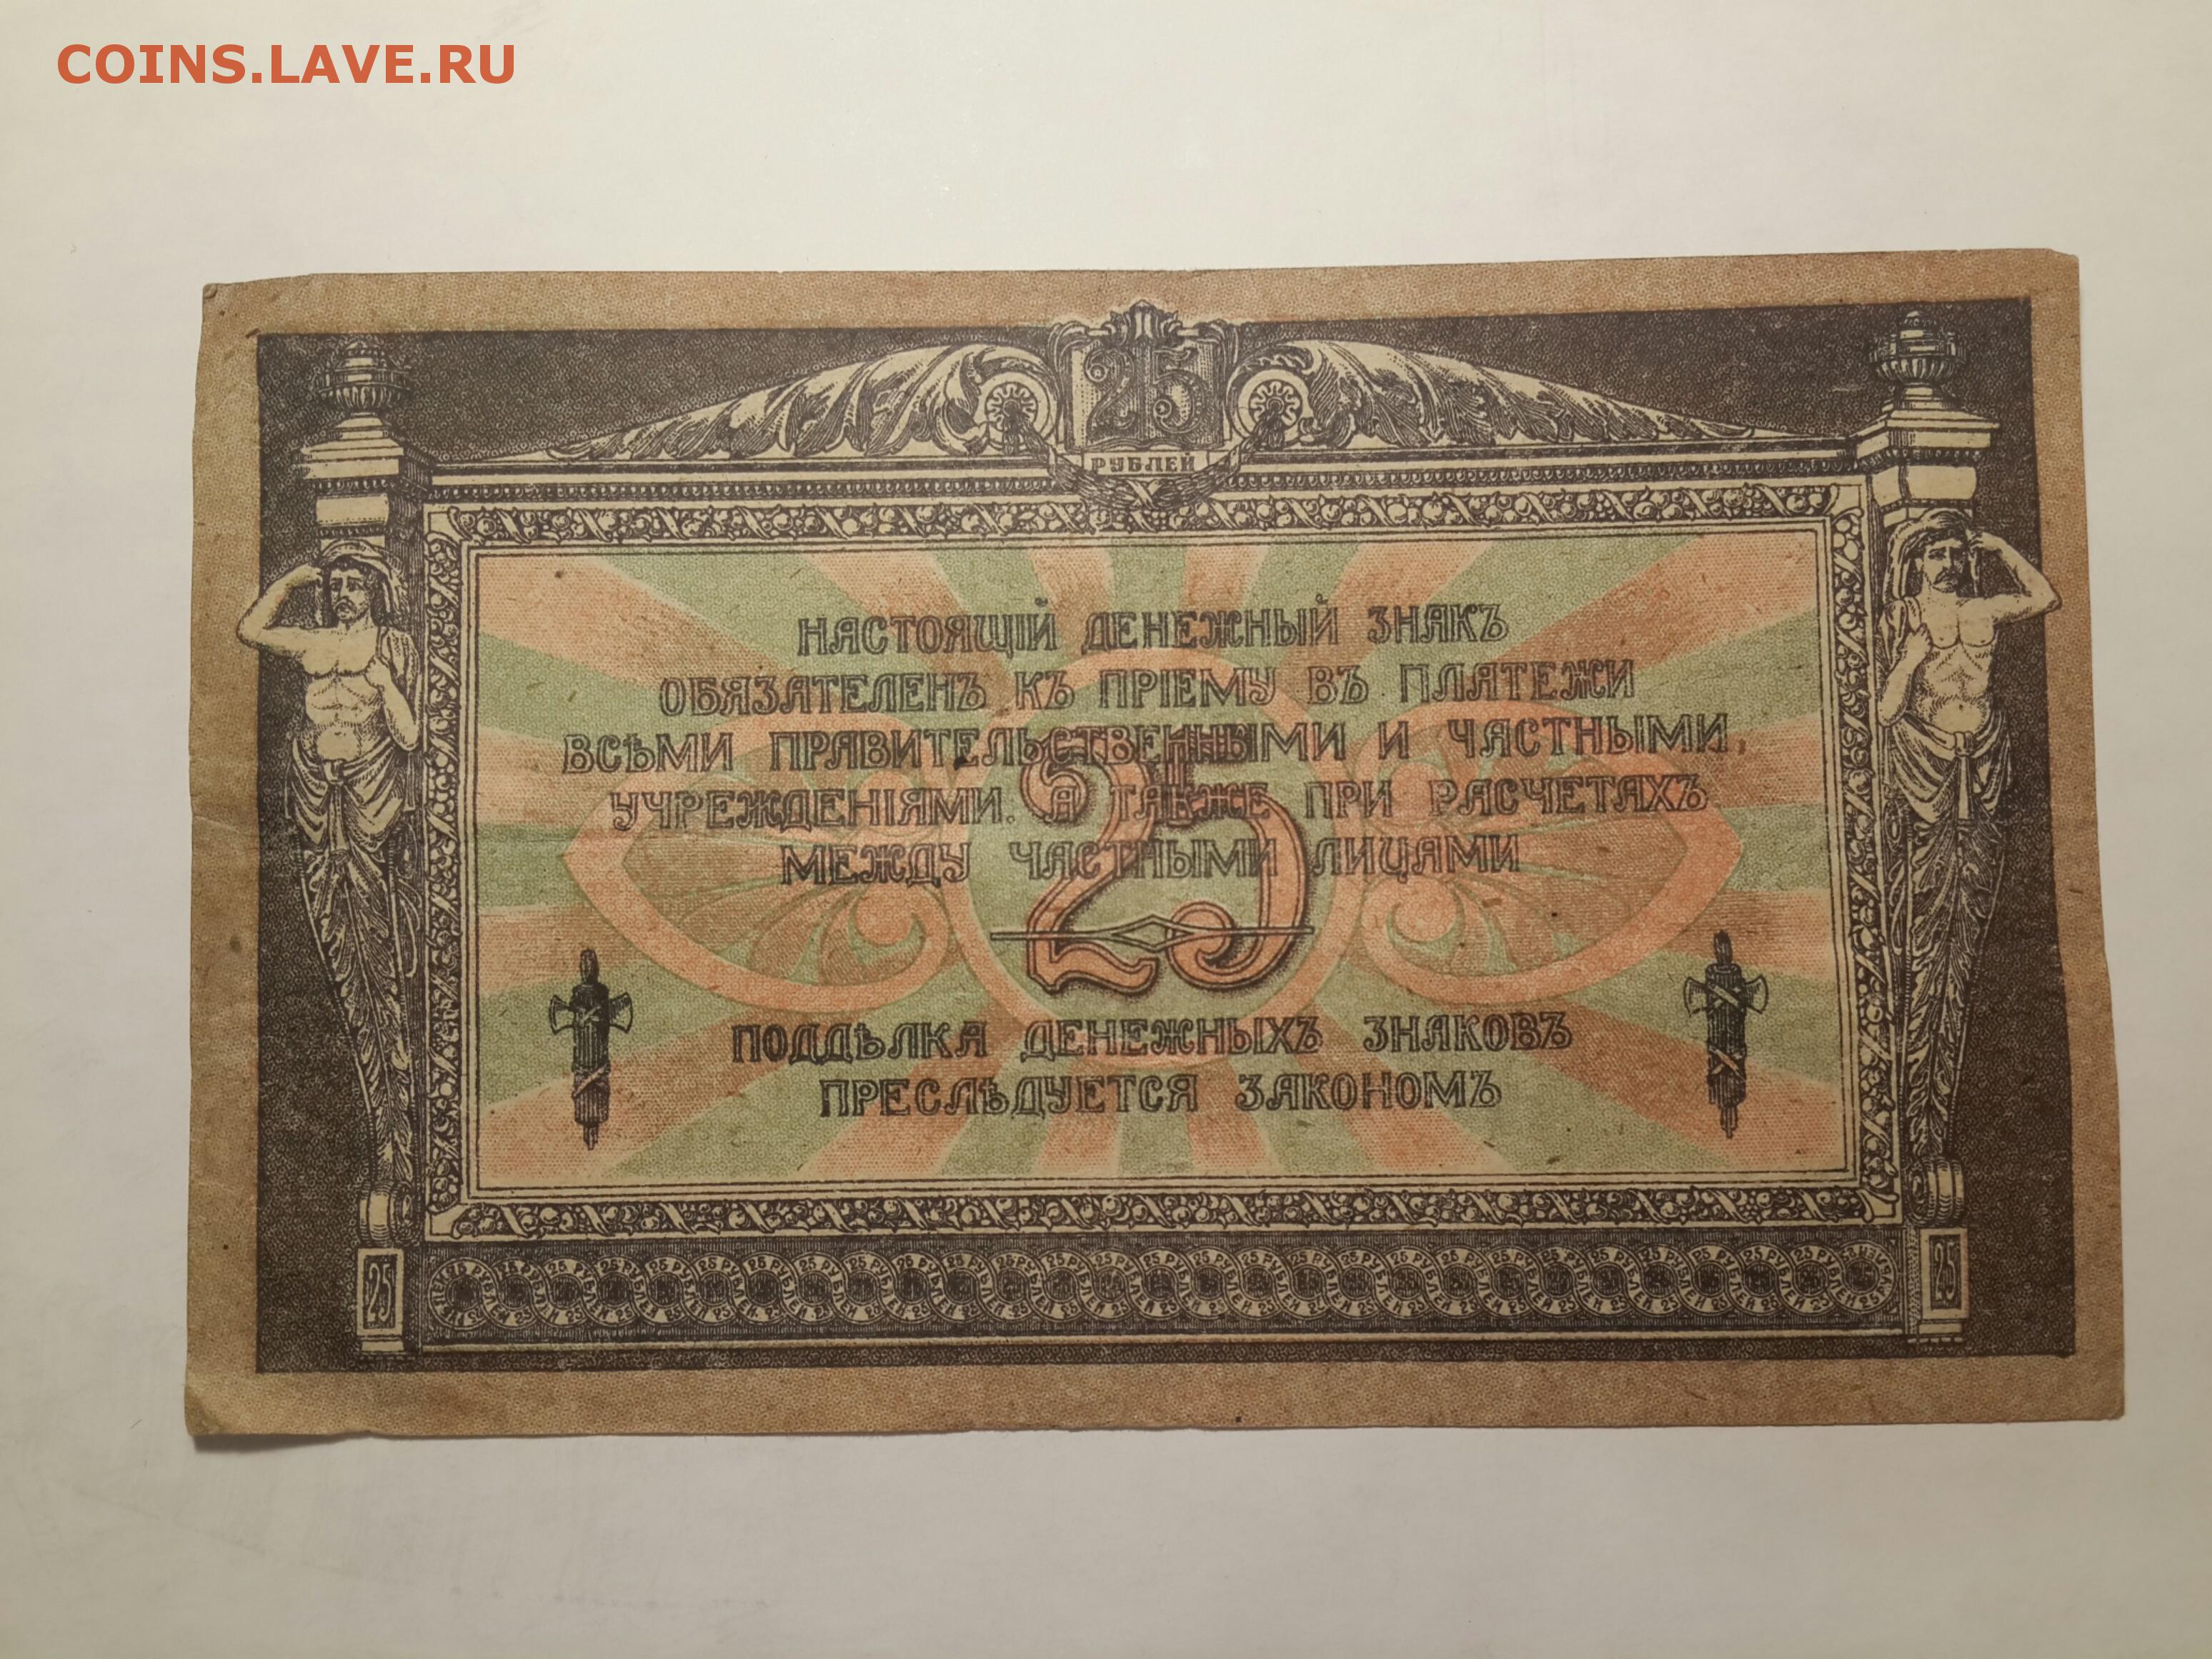 COINS.LAVE.RU
25
РУБЛЕЙ
НАСТОЯЩІЙ ДЕНЕЖНЫЙ ЗНАКЪ
ОБЯЗАТЕЛЕНЪ КЪ ПРІЕМУ ВЪ ПЛАТЕЖИ
ВСѢМИ ПРАВИТЕЛЬСТВЕННЫМИ И ЧАСТНЫМИ,
УЧРЕЖДЕНІЯМИ. А ТАКЖЕ ПРИ РАСЧЕТАХЪ
МЕЖДУ ЧАСТНЫМИ ЛИЦАМИ
25
ПОДДѢЛКА ДЕНЕЖНЫХЪ ЗНАКОВЪ
ПРЕСЛѢДУЕТСЯ ЗАКОНОМЪ
25 25